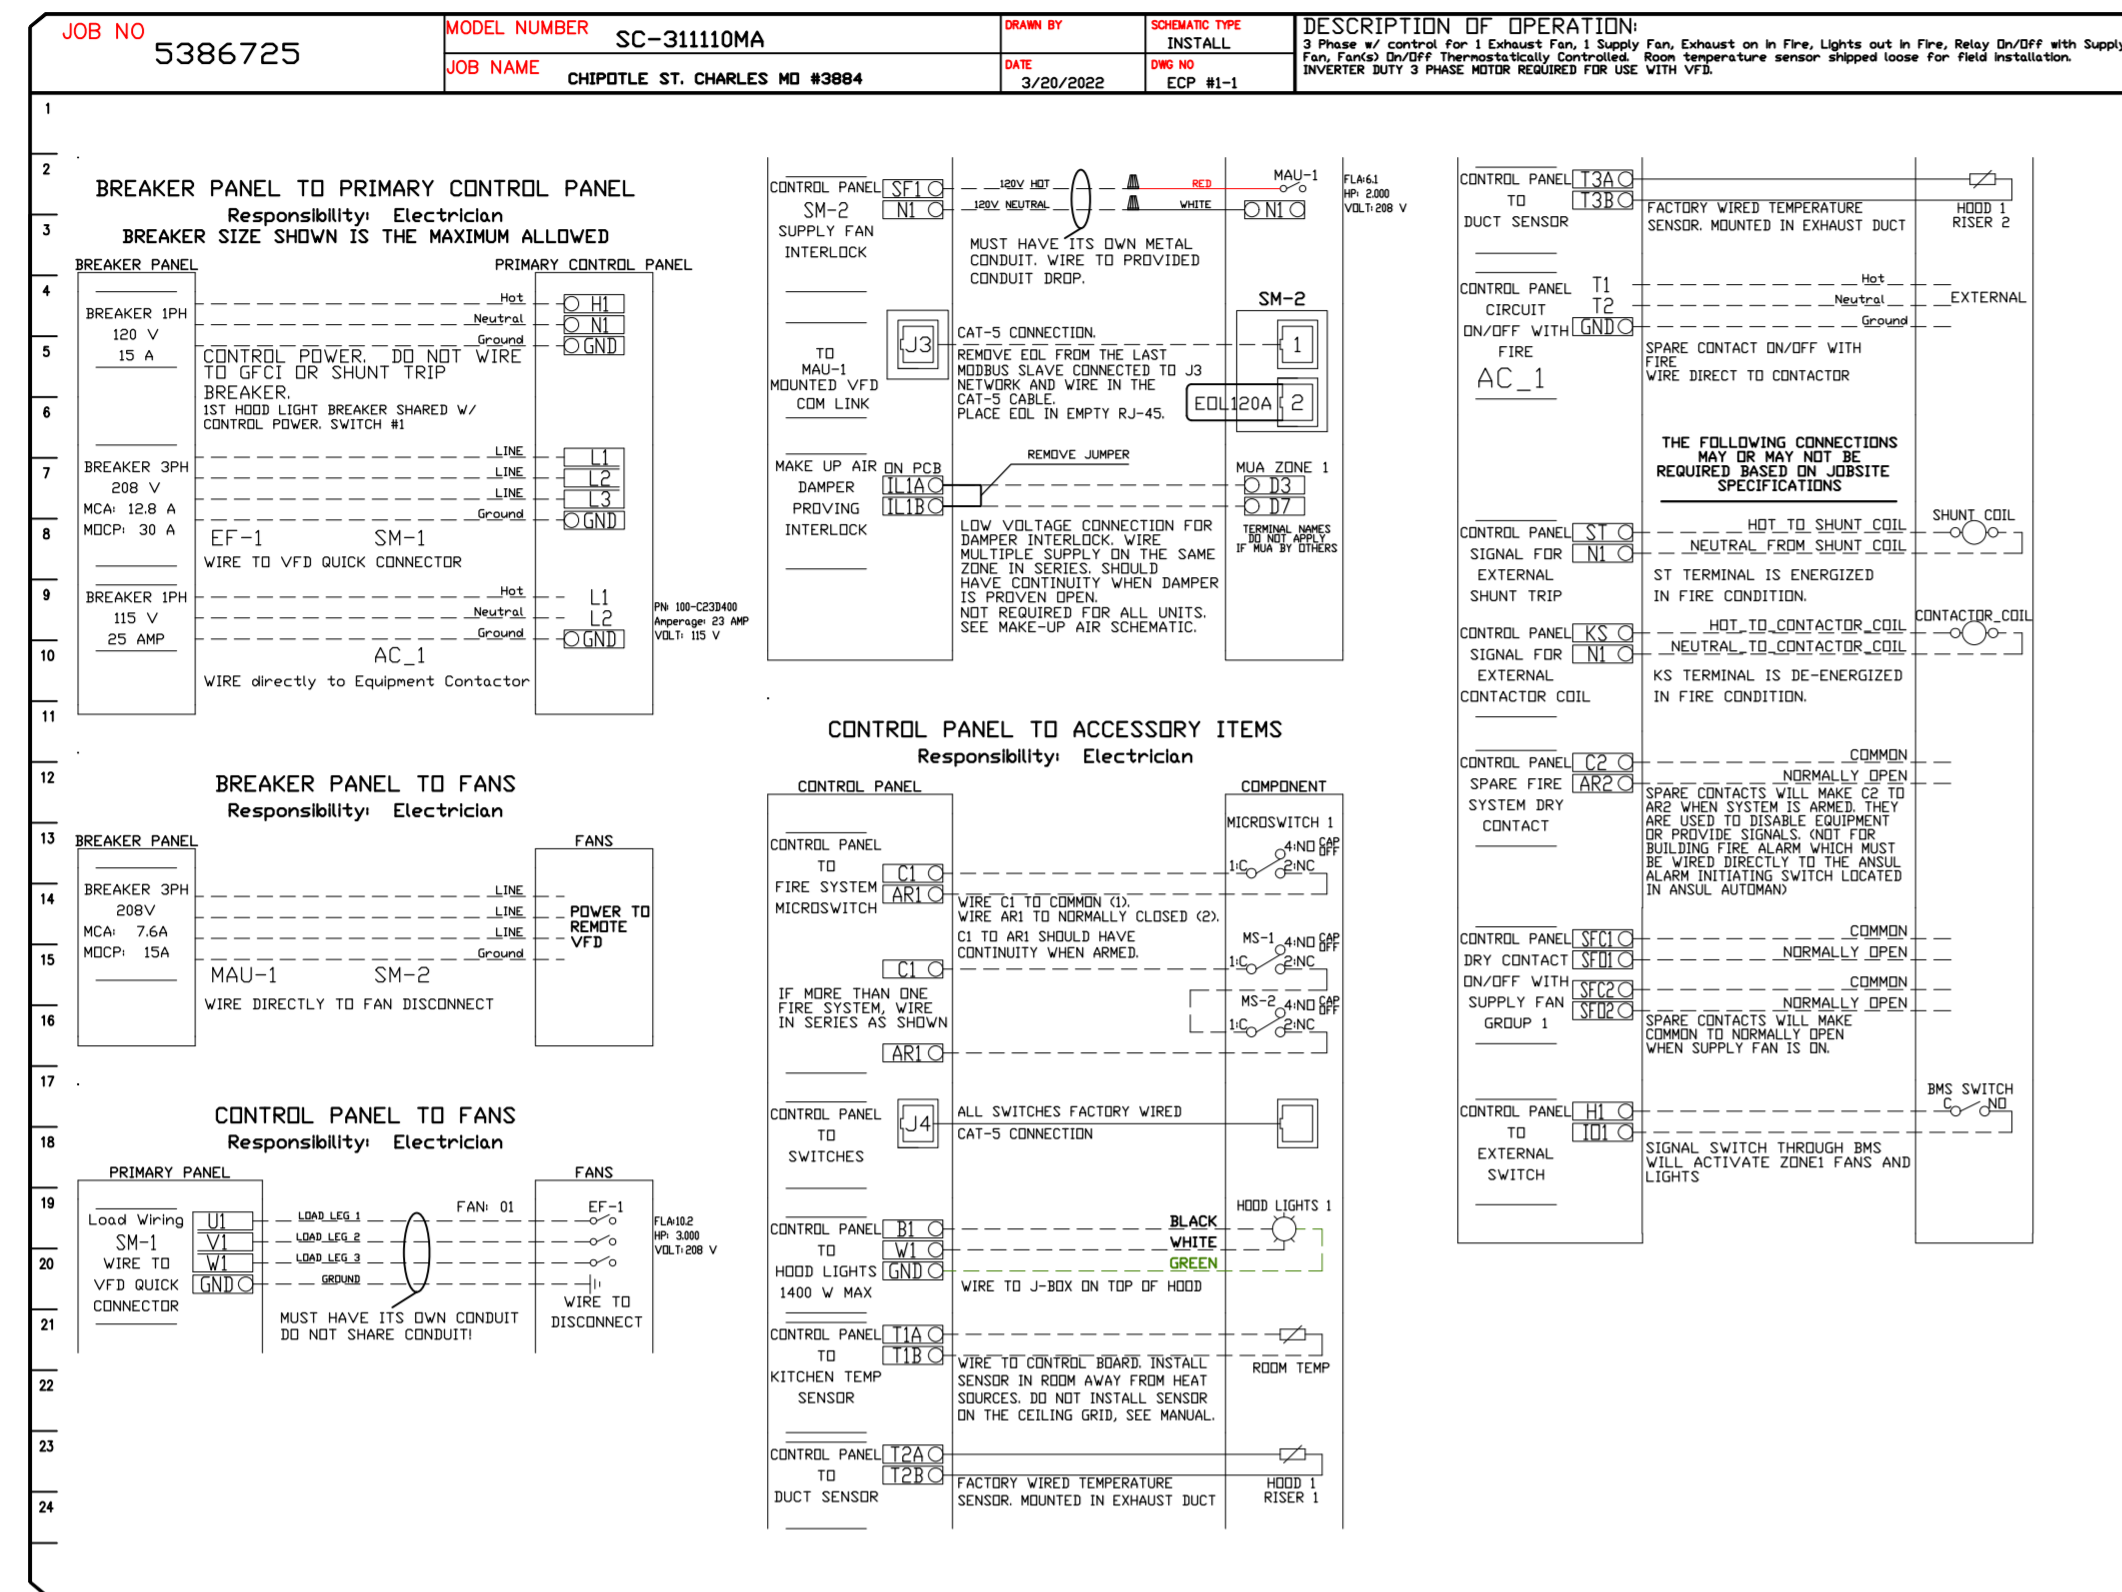 JOB NO
5386725
MODEL NUMBER
SC-311110MA
JOB NAME
CHIPOTLE ST. CHARLES MO #3884
DRAWN BY
DATE
3/20/2022
SCHEMATIC TYPE
INSTALL
DWG NO
ECP #1-1
DESCRIPTION OF OPERATION:
3 Phase w/ control for 1 Exhaust Fan, 1 Supply Fan, Exhaust on in Fire, Lights out in Fire, Relay On/Off with Supply
Fan, Fan(s) On/Off Thermostatically Controlled. Room temperature sensor shipped loose for field installation.
INVERTER DUTY 3 PHASE MOTOR REQUIRED FOR USE WITH VFD.
1
2
3
4
5
6
7
8
9
10
11
12
13
14
15
16
17
18
19
20
21
22
23
24
BREAKER PANEL TO PRIMARY CONTROL PANEL
Responsibility: Electrician
BREAKER SIZE SHOWN IS THE MAXIMUM ALLOWED
BREAKER PANEL
PRIMARY CONTROL PANEL
BREAKER 1PH
120 V
15 A
Hot
H1
Neutral
N1
Ground
GND
CONTROL POWER. DO NOT WIRE
TO GFCI OR SHUNT TRIP
BREAKER.
1ST HOOD LIGHT BREAKER SHARED W/
CONTROL POWER. SWITCH #1
BREAKER 3PH
208 V
MCA: 12.8 A
MOCP: 30 A
LINE
L1
LINE
L2
LINE
L3
Ground
GND
EF-1
SM-1
WIRE TO VFD QUICK CONNECTOR
BREAKER 1PH
115 V
25 AMP
Hot
L1
Neutral
L2
Ground
GND
PN: 100-C23D400
Amperage: 23 AMP
VOLT: 115 V
AC_1
WIRE directly to Equipment Contactor
BREAKER PANEL TO FANS
Responsibility: Electrician
BREAKER PANEL
FANS
BREAKER 3PH
208V
MCA: 7.6A
MOCP: 15A
LINE
LINE
LINE
Ground
POWER TO
REMOTE
VFD
MAU-1
SM-2
WIRE DIRECTLY TO FAN DISCONNECT
CONTROL PANEL TO FANS
Responsibility: Electrician
PRIMARY PANEL
FANS
Load Wiring
SM-1
WIRE TO
VFD QUICK
CONNECTOR
U1
V1
W1
GND
LOAD LEG 1
LOAD LEG 2
LOAD LEG 3
GROUND
FAN: 01
EF-1
FLA:10.2
HP: 3.000
VOLT:208 V
WIRE TO
DISCONNECT
MUST HAVE ITS OWN CONDUIT
DO NOT SHARE CONDUIT!
CONTROL PANEL
SM-2
SUPPLY FAN
INTERLOCK
SF1
N1
120V HOT
120V NEUTRAL
RED
WHITE
MAU-1
N1
FLA:6.1
HP: 2.000
VOLT: 208 V
MUST HAVE ITS OWN METAL
CONDUIT. WIRE TO PROVIDED
CONDUIT DROP.
SM-2
TO
MAU-1
MOUNTED VFD
COM LINK
J3
CAT-5 CONNECTION.
REMOVE EOL FROM THE LAST
MODBUS SLAVE CONNECTED TO J3
NETWORK AND WIRE IN THE
CAT-5 CABLE.
PLACE EOL IN EMPTY RJ-45.
1
EOL120A
2
MAKE UP AIR
DAMPER
PROVING
INTERLOCK
ON PCB
IL1A
IL1B
REMOVE JUMPER
MUA ZONE 1
D3
D7
TERMINAL NAMES
DO NOT APPLY
IF MUA BY OTHERS
LOW VOLTAGE CONNECTION FOR
DAMPER INTERLOCK. WIRE
MULTIPLE SUPPLY ON THE SAME
ZONE IN SERIES. SHOULD
HAVE CONTINUITY WHEN DAMPER
IS PROVEN OPEN.
NOT REQUIRED FOR ALL UNITS.
SEE MAKE-UP AIR SCHEMATIC.
CONTROL PANEL TO ACCESSORY ITEMS
Responsibility: Electrician
CONTROL PANEL
COMPONENT
CONTROL PANEL
TO
FIRE SYSTEM
MICROSWITCH
C1
AR1
MICROSWITCH 1
4:NO CAP OFF
1:C
2:NC
WIRE C1 TO COMMON (1).
WIRE AR1 TO NORMALLY CLOSED (2).
C1 TO AR1 SHOULD HAVE
CONTINUITY WHEN ARMED.
C1
MS-1
4:NO CAP OFF
1:C
2:NC
IF MORE THAN ONE
FIRE SYSTEM, WIRE
IN SERIES AS SHOWN
MS-2
4:NO CAP OFF
1:C
2:NC
AR1
CONTROL PANEL
TO
SWITCHES
J4
ALL SWITCHES FACTORY WIRED
CAT-5 CONNECTION
CONTROL PANEL
TO
HOOD LIGHTS
1400 W MAX
B1
W1
GND
BLACK
WHITE
GREEN
HOOD LIGHTS 1
WIRE TO J-BOX ON TOP OF HOOD
CONTROL PANEL
TO
KITCHEN TEMP
SENSOR
T1A
T1B
ROOM TEMP
WIRE TO CONTROL BOARD. INSTALL
SENSOR IN ROOM AWAY FROM HEAT
SOURCES. DO NOT INSTALL SENSOR
ON THE CEILING GRID, SEE MANUAL.
CONTROL PANEL
TO
DUCT SENSOR
T2A
T2B
FACTORY WIRED TEMPERATURE
SENSOR. MOUNTED IN EXHAUST DUCT
HOOD 1
RISER 1
CONTROL PANEL
TO
DUCT SENSOR
T3A
T3B
FACTORY WIRED TEMPERATURE
SENSOR. MOUNTED IN EXHAUST DUCT
HOOD 1
RISER 2
CONTROL PANEL
CIRCUIT
ON/OFF WITH
FIRE
AC_1
T1
T2
GND
Hot
Neutral
Ground
EXTERNAL
SPARE CONTACT ON/OFF WITH
FIRE
WIRE DIRECT TO CONTACTOR
THE FOLLOWING CONNECTIONS
MAY OR MAY NOT BE
REQUIRED BASED ON JOBSITE
SPECIFICATIONS
CONTROL PANEL
SIGNAL FOR
EXTERNAL
SHUNT TRIP
ST
N1
HOT TO SHUNT COIL
NEUTRAL FROM SHUNT COIL
SHUNT COIL
ST TERMINAL IS ENERGIZED
IN FIRE CONDITION.
CONTROL PANEL
SIGNAL FOR
EXTERNAL
CONTACTOR COIL
KS
N1
HOT TO CONTACTOR COIL
NEUTRAL TO CONTACTOR COIL
CONTACTOR COIL
KS TERMINAL IS DE-ENERGIZED
IN FIRE CONDITION.
CONTROL PANEL
SPARE FIRE
SYSTEM DRY
CONTACT
C2
AR2
COMMON
NORMALLY OPEN
SPARE CONTACTS WILL MAKE C2 TO
AR2 WHEN SYSTEM IS ARMED. THEY
ARE USED TO DISABLE EQUIPMENT
OR PROVIDE SIGNALS. (NOT FOR
BUILDING FIRE ALARM WHICH MUST
BE WIRED DIRECTLY TO THE ANSUL
ALARM INITIATING SWITCH LOCATED
IN ANSUL AUTOMAN)
CONTROL PANEL
DRY CONTACT
ON/OFF WITH
SUPPLY FAN
GROUP 1
SFC1
SFO1
SFC2
SFO2
COMMON
NORMALLY OPEN
COMMON
NORMALLY OPEN
SPARE CONTACTS WILL MAKE
COMMON TO NORMALLY OPEN
WHEN SUPPLY FAN IS ON.
CONTROL PANEL
TO
EXTERNAL
SWITCH
H1
IO1
BMS SWITCH
C
NO
SIGNAL SWITCH THROUGH BMS
WILL ACTIVATE ZONE1 FANS AND
LIGHTS